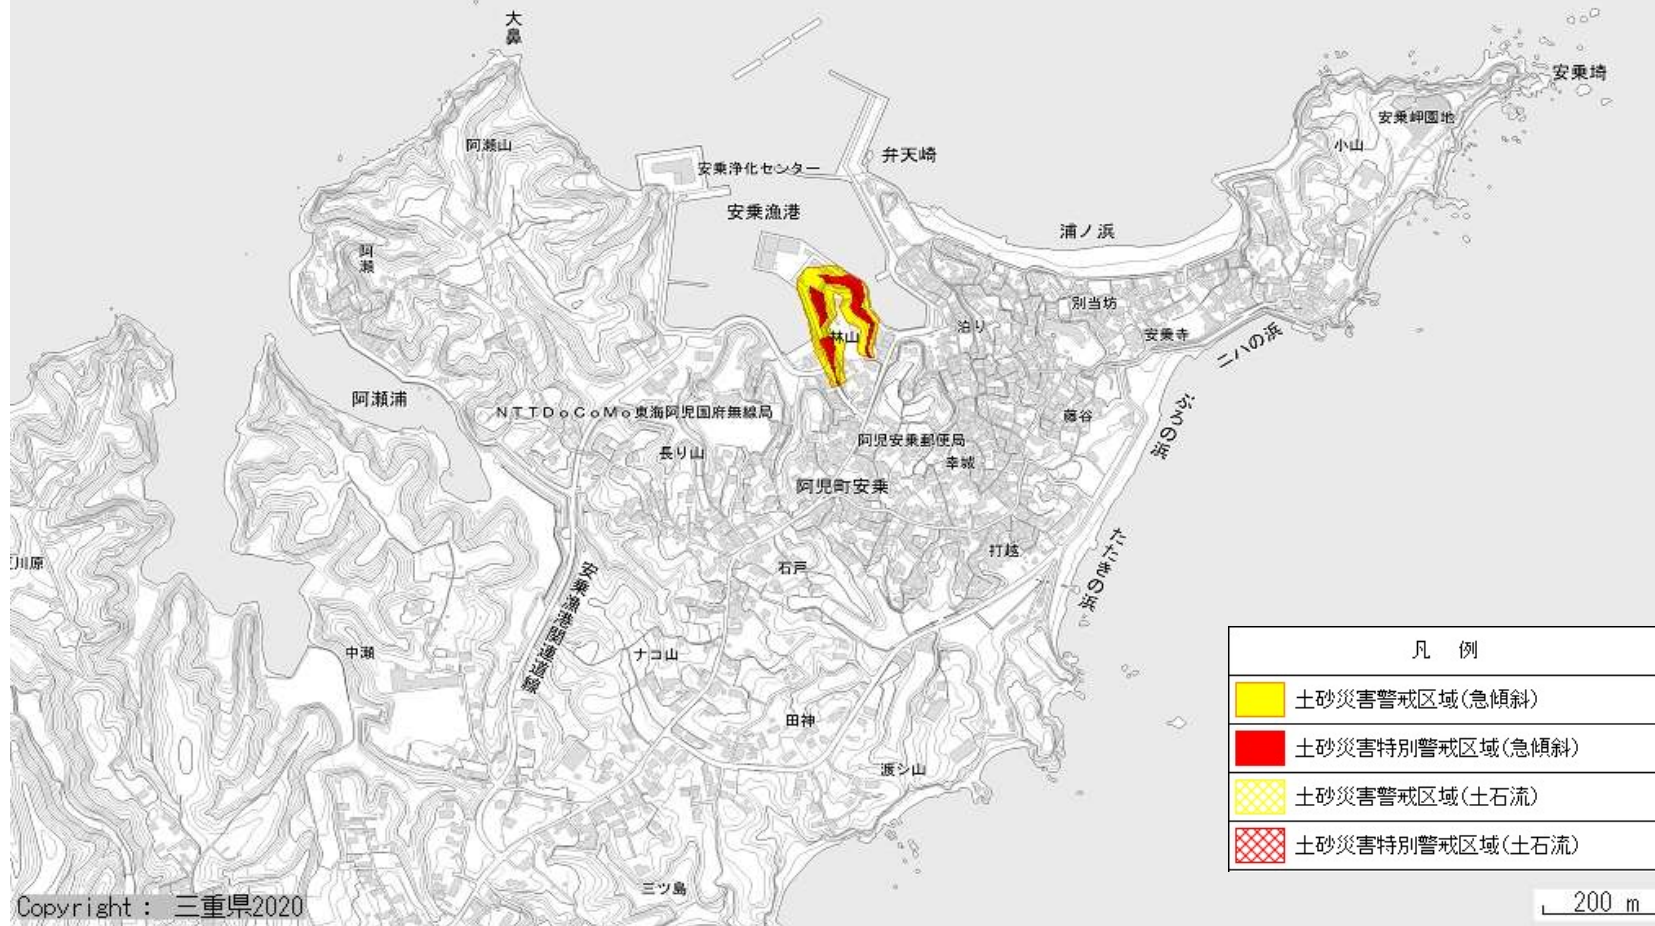 大鼻
安乗埼
安乗岬園地
阿瀬山
小山
安乗浄化センター
弁天崎
安乗漁港
浦ノ浜
阿瀬
別当坊
泊り
安乗寺
林山
二ハの浜
阿瀬浦
ぶろの浜
NTTDoCoMo東海阿児国府無線局
藤谷
阿児安乗郵便局
長り山
幸城
阿児町安乗
打越
川原
石戸
たたきの浜
安乗漁港関連道線
中瀬
ナコ山
田神
渡シ山
三ツ島
凡 例
土砂災害警戒区域(急傾斜)
土砂災害特別警戒区域(急傾斜)
土砂災害警戒区域(土石流)
土砂災害特別警戒区域(土石流)
Copyright : 三重県2020
200 m